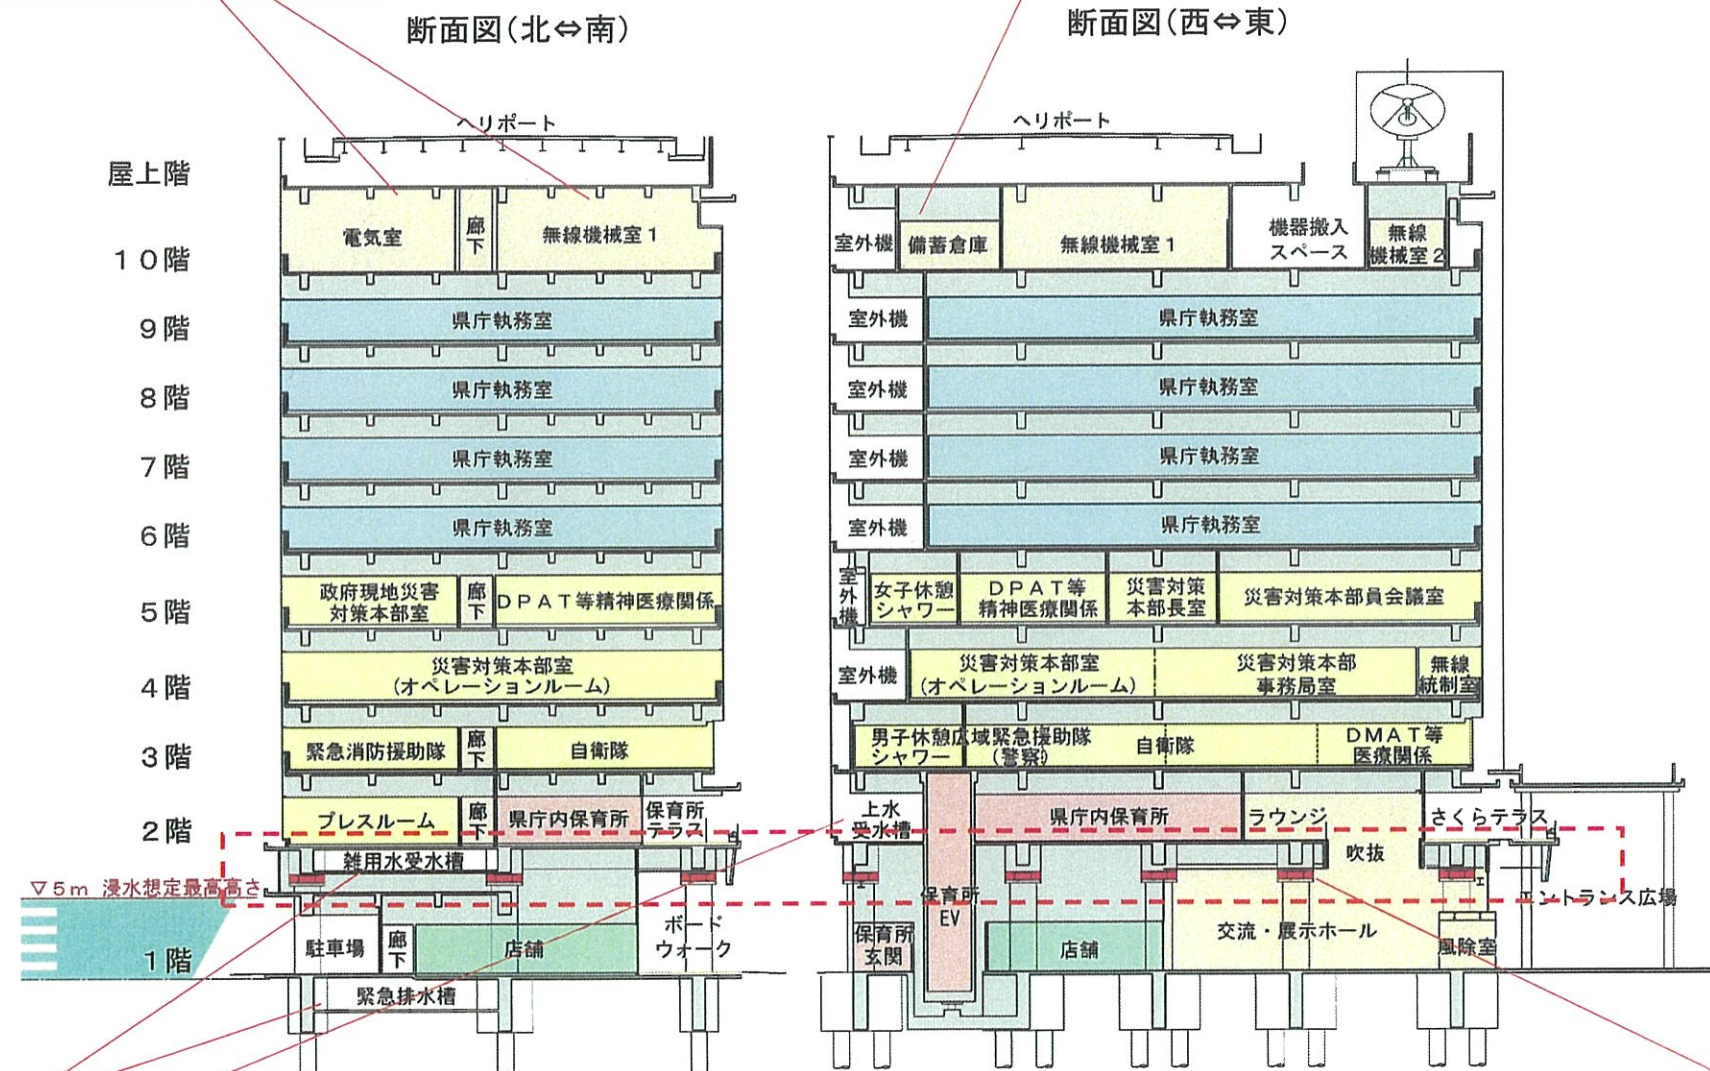 断面図(北⇔南)
断面図(西⇔東)
ヘリポート
ヘリポート
屋上階
10階
電気室
廊下
無線機械室1
室外機
備蓄倉庫
無線機械室1
機器搬入
スペース
無線
機械室2
9階
県庁執務室
室外機
県庁執務室
8階
県庁執務室
室外機
県庁執務室
7階
県庁執務室
室外機
県庁執務室
6階
県庁執務室
室外機
県庁執務室
5階
政府現地災害
対策本部室
廊下
DPAT等精神医療関係
室外機
女子休憩
シャワー
DPAT等
精神医療関係
災害対策
本部長室
災害対策本部員会議室
4階
災害対策本部室
(オペレーションルーム)
室外機
災害対策本部室
(オペレーションルーム)
災害対策本部
事務局室
無線
統制室
3階
緊急消防援助隊
廊下
自衛隊
男子休憩
シャワー
広域緊急援助隊
(警察)
自衛隊
DMAT等
医療関係
2階
プレスルーム
廊下
県庁内保育所
保育所
テラス
上水
受水槽
県庁内保育所
ラウンジ
さくらテラス
雑用水受水槽
吹抜
▽5m 浸水想定最高高さ
保育所
EV
エントランス広場
1階
駐車場
廊下
店舗
ボード
ウォーク
保育所
玄関
店舗
交流・展示ホール
風除室
緊急排水槽